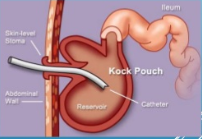 Ileum
Skin-level
Stoma
Kock Pouch
Abdominal
Wall
Reservoir
Catheter